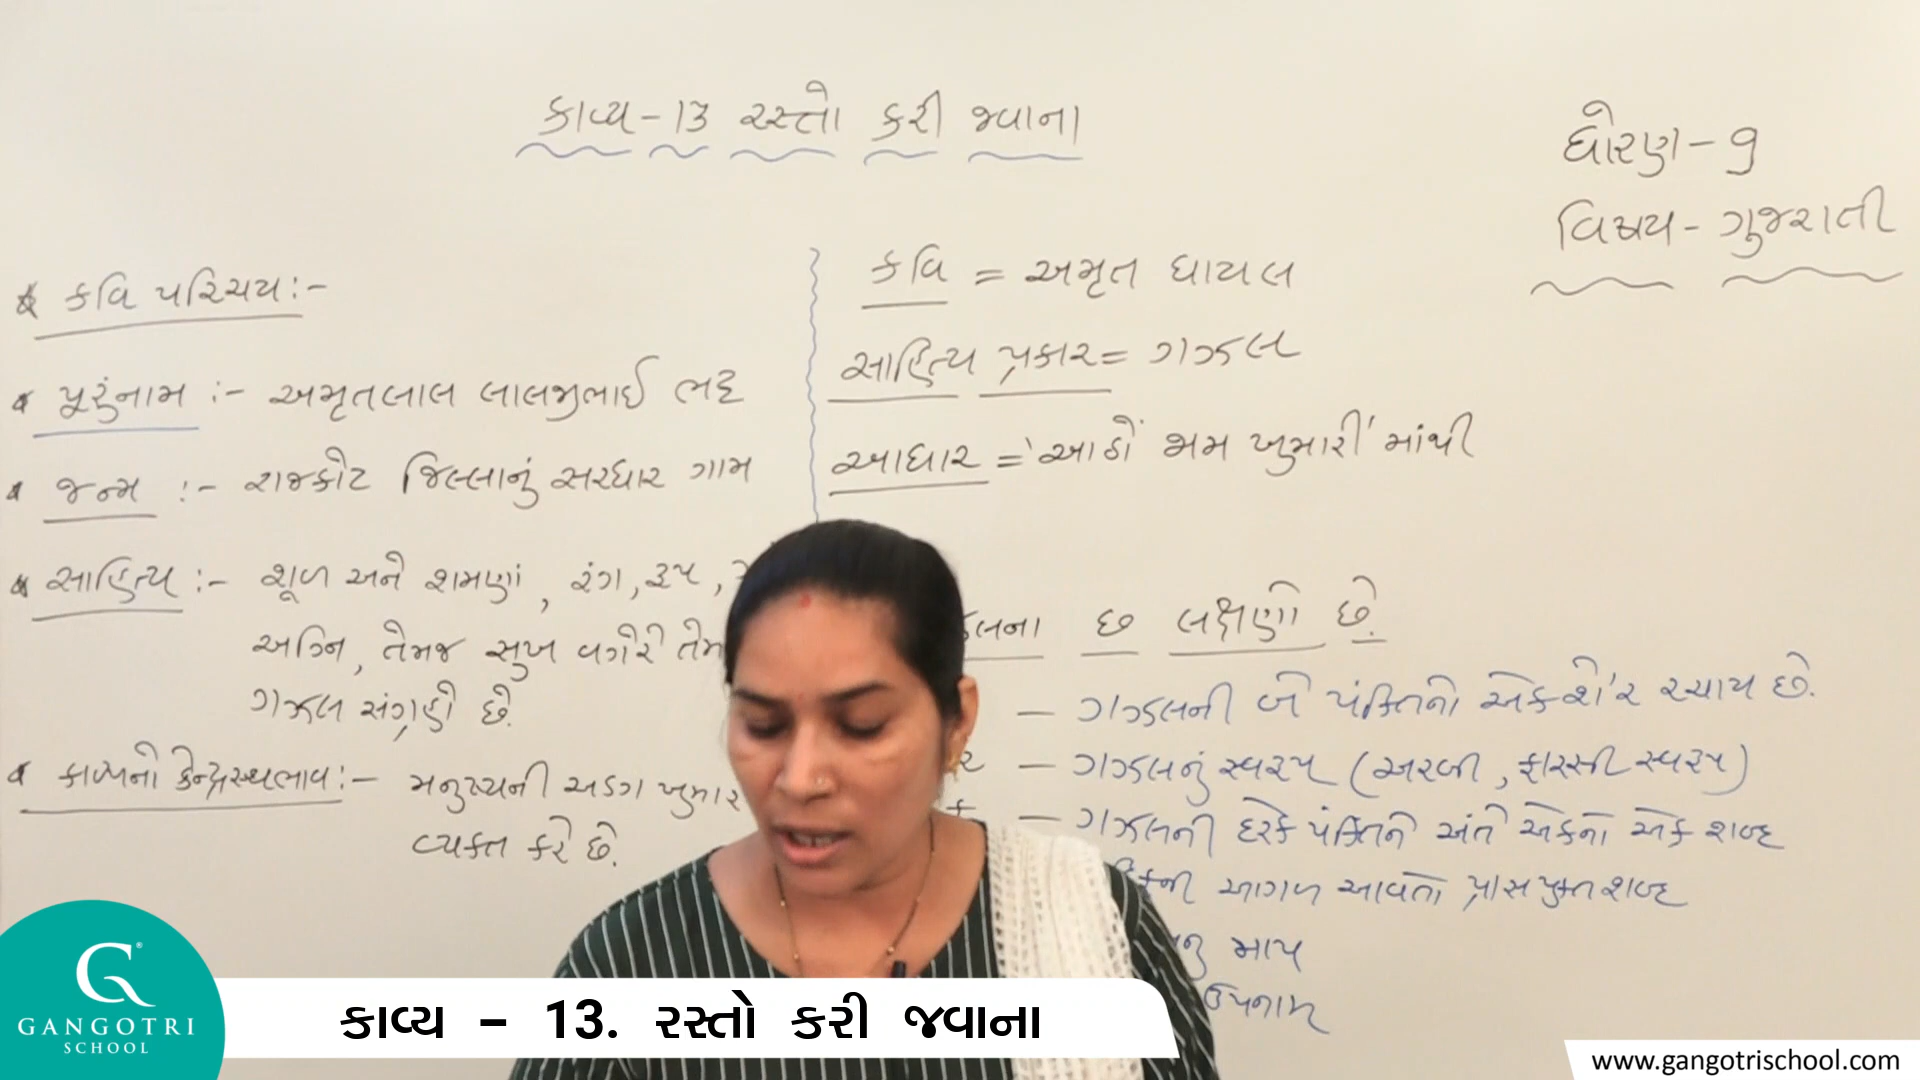 કાવ્ય - 13 રસ્તો કરી જવાના
ધોરણ - 9
વિષય - ગુજરાતી
કવિ પરિચય :-
પૂરુંનામ :- અમૃતલાલ લાલજીભાઈ ભટ્ટ
જન્મ :- રાજકોટ જિલ્લાનું સરધાર ગામ
સાહિત્ય :- શૂળ અને શમણાં, રંગ, રૂપ,
અગ્નિ, તેમજ સુખ વગેરે
ગઝલ સંગ્રહો છે.
કાવ્યનો કેન્દ્રસ્થભાવ :- મનુષ્યની અડગ
વ્યક્ત કરે છે.
કવિ = અમૃત ઘાયલ
સાહિત્ય પ્રકાર = ગઝલ
આધાર = 'આઠોં જામ ખુમારી' માંથી
છ લક્ષણો છે.
- ગઝલની બે પંક્તિનો એક શે'ર રચાય છે.
- ગઝલનું સ્વરૂપ (અરબી, ફારસી સ્વરૂપ)
- ગઝલની દરેક પંક્તિને અંતે એકનો એક શબ્દ
આગળ આવતો પ્રાસયુક્ત શબ્દ
માપ
ઉપનામ
GANGOTRI
SCHOOL
કાવ્ય - 13. રસ્તો કરી જવાના
www.gangotrischool.com